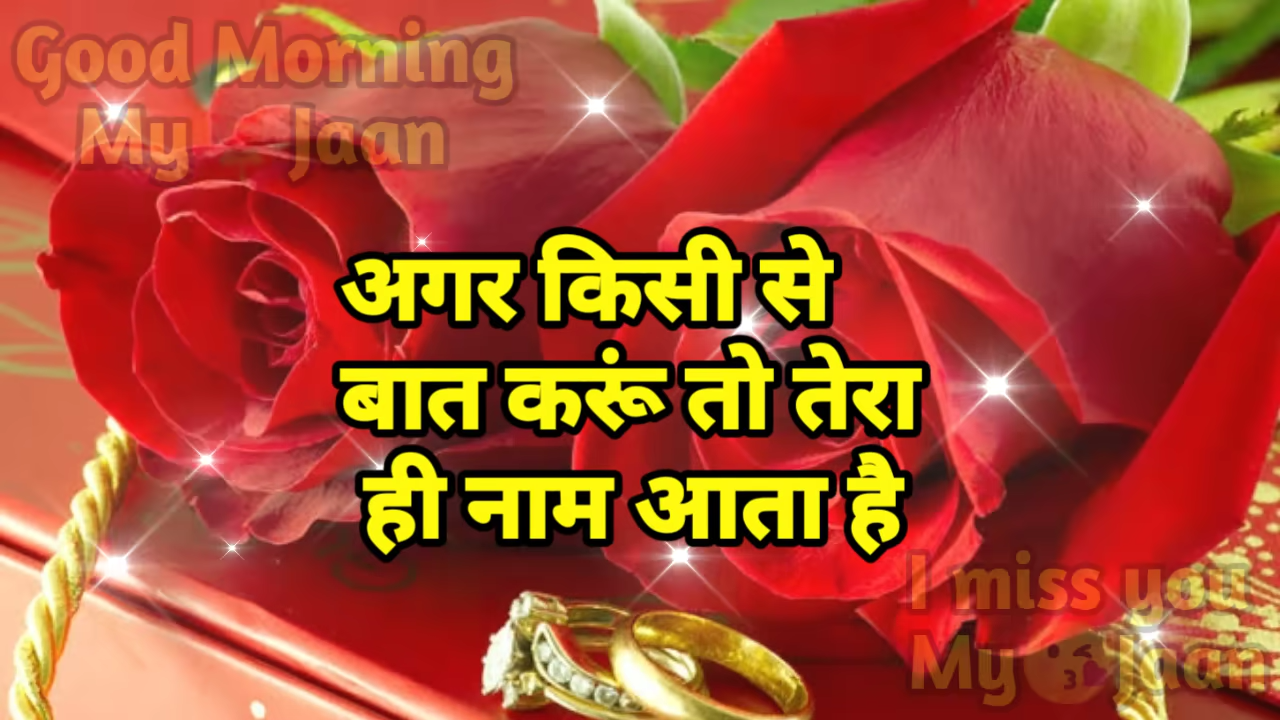 Good Morning
My Jaan
अगर किसी से
बात करूं तो तेरा
ही नाम आता है
I miss you
My 😘 Jaan